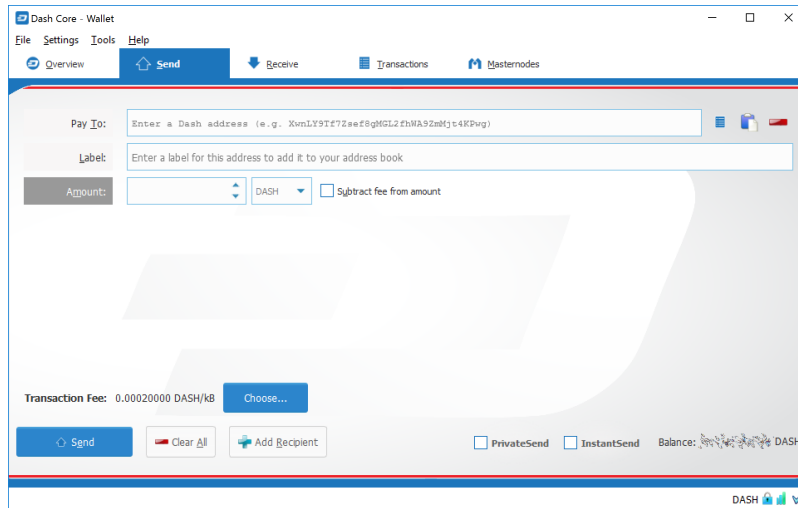 Dash Core - Wallet
File Settings Tools Help
Overview Send Receive Transactions Masternodes
Pay To: Enter a Dash address (e.g. XwnLY9Tf7Zsef8gMGL2fhWA9ZmMjt4KPwg)
Label: Enter a label for this address to add it to your address book
Amount: DASH Subtract fee from amount
Transaction Fee: 0.00020000 DASH/kB Choose...
Send Clear All Add Recipient PrivateSend InstantSend Balance: DASH
DASH